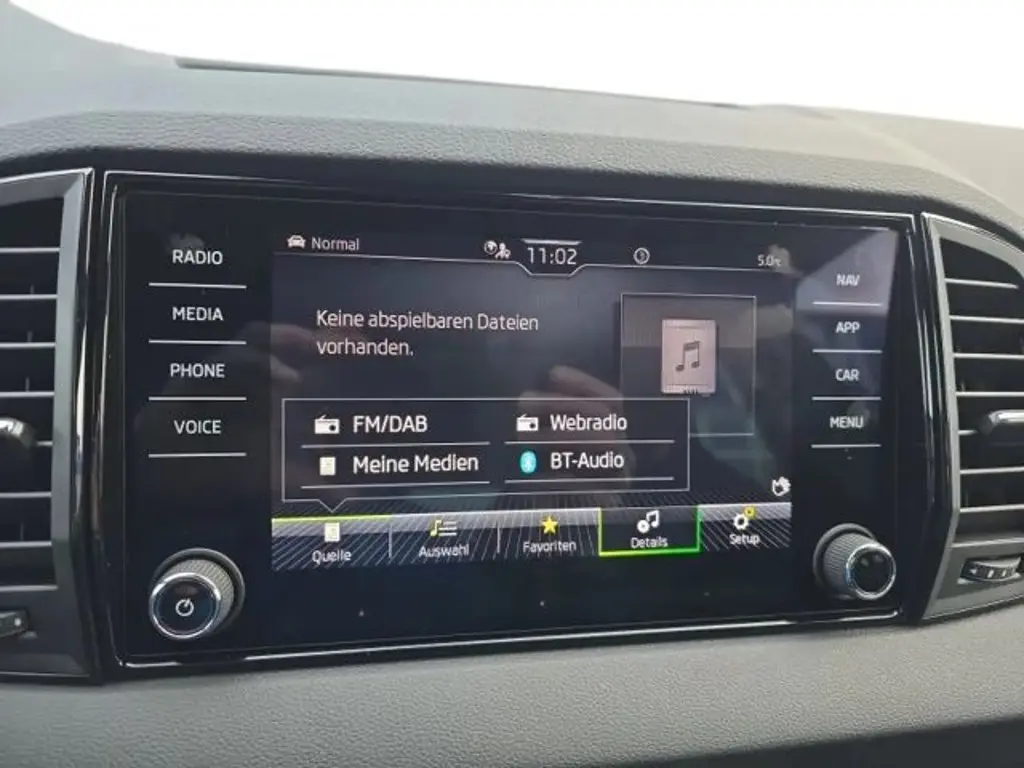 RADIO
MEDIA
PHONE
VOICE
Normal
11:02
5.0°C
Keine abspielbaren Dateien
vorhanden.
FM/DAB
Webradio
Meine Medien
BT-Audio
Quelle
Auswahl
Favoriten
Details
Setup
NAV
APP
CAR
MENU